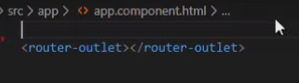 > src > app > <> app.component.html > ...
<router-outlet></router-outlet>